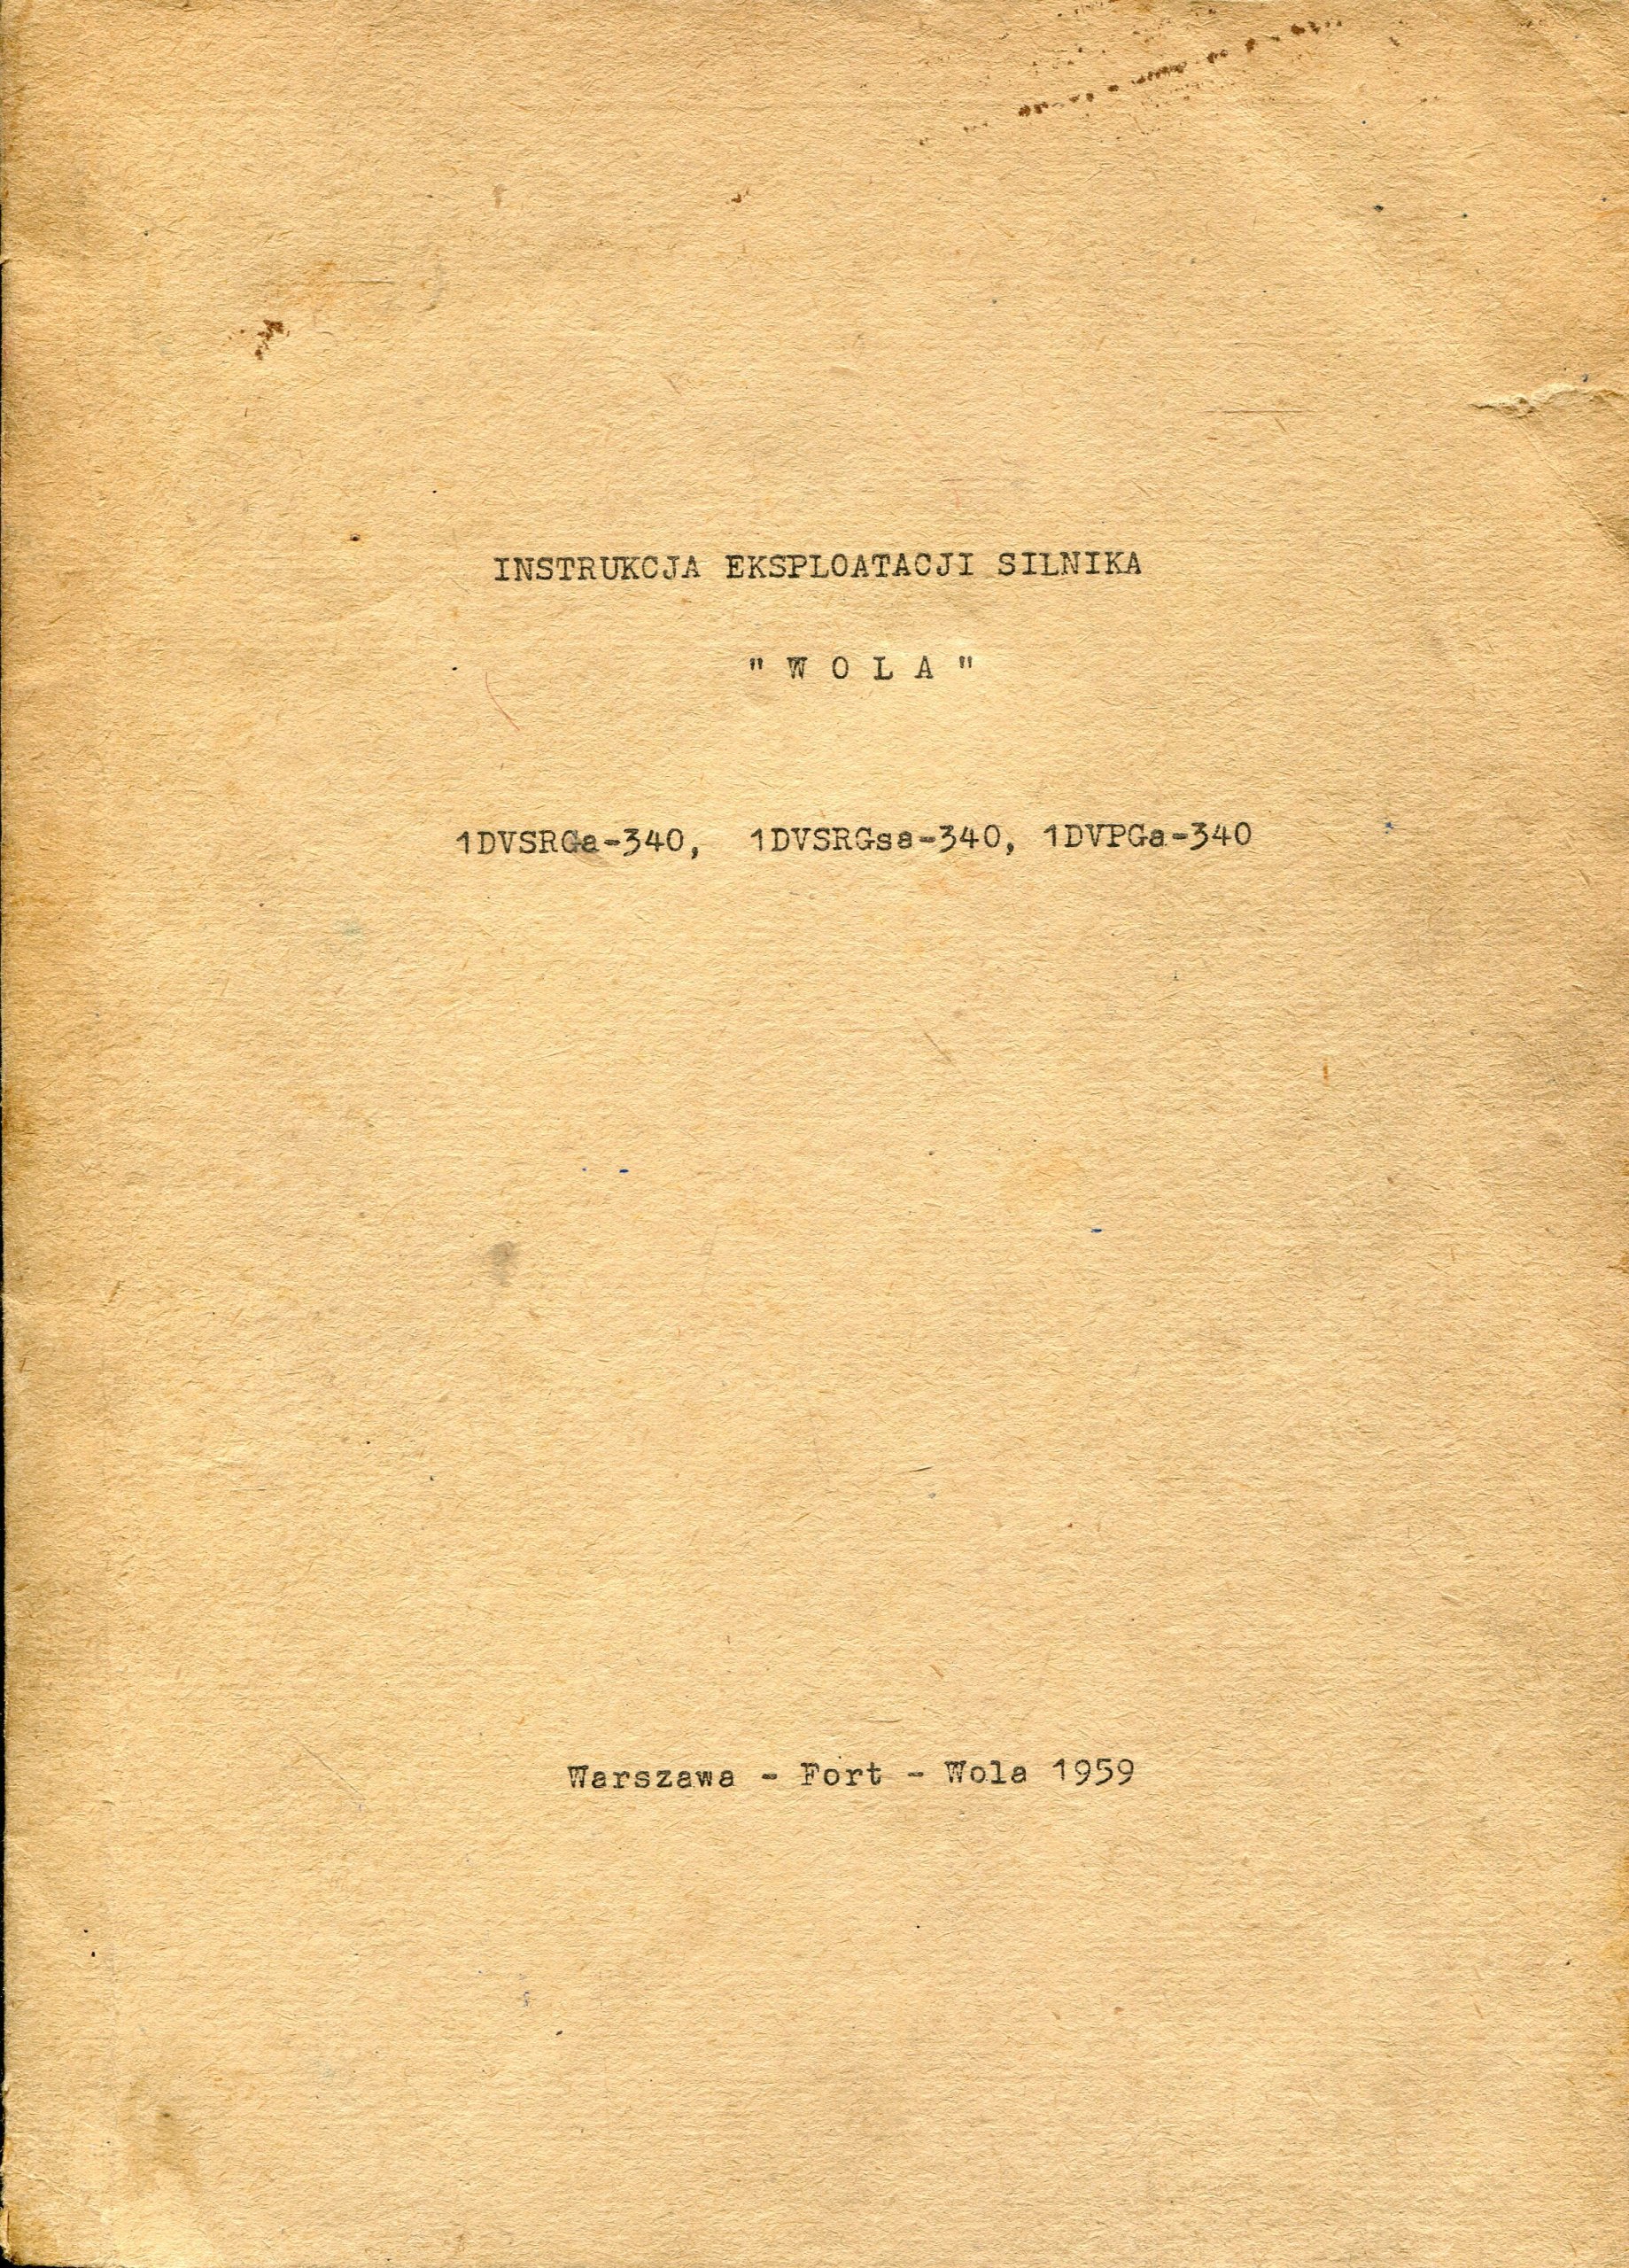 INSTRUKCJA EKSPLOATACJI SILNIKA
" W O L A "
1DVSRGa-340, 1DVSRGsa-340, 1DVPGa-340
Warszawa - Fort - Wola 1959